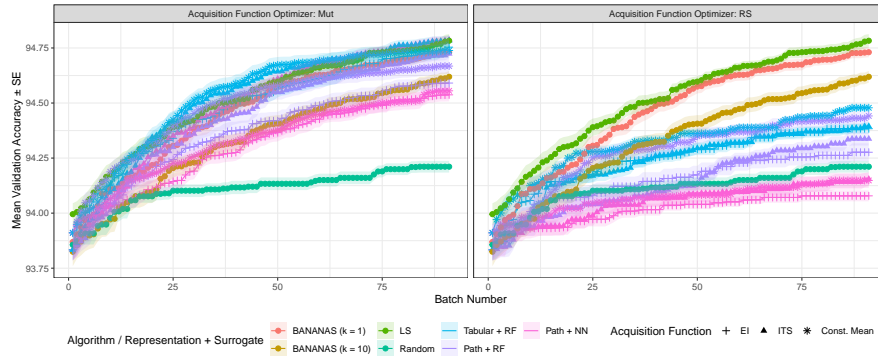 Acquisition Function Optimizer: Mut
Acquisition Function Optimizer: RS
Mean Validation Accuracy ± SE
94.75
94.50
94.25
94.00
93.75
0 25 50 75
0 25 50 75
Batch Number
Algorithm / Representation + Surrogate
BANANAS (k = 1)
LS
Tabular + RF
Path + NN
BANANAS (k = 10)
Random
Path + RF
Acquisition Function
EI
ITS
Const. Mean